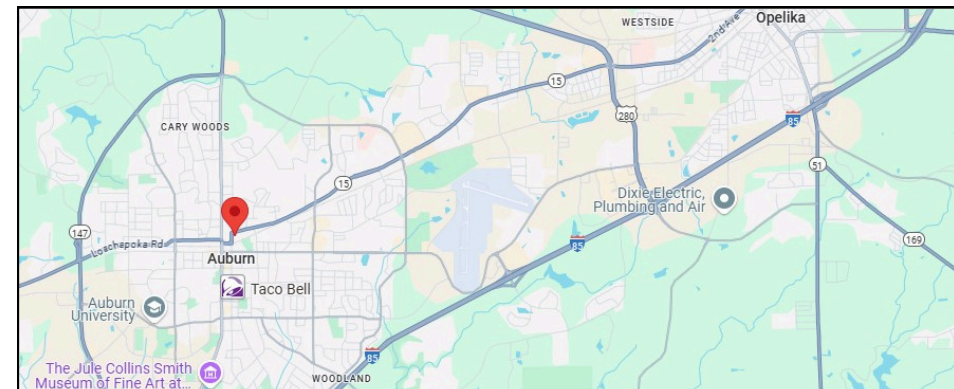 WESTSIDE
Opelika
2nd Ave
15
280
85
CARY WOODS
51
15
Dixie Electric,
Plumbing and Air
147
Loachapoka Rd
169
85
Auburn
Taco Bell
Auburn
University
85
The Jule Collins Smith
Museum of Fine Art at...
WOODLAND